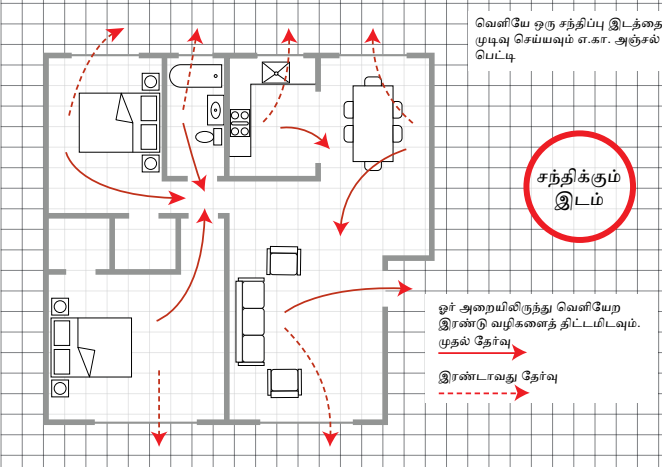 வெளியே ஒரு சந்திப்பு இடத்தை
முடிவு செய்யவும் எ.கா. அஞ்சல்
பெட்டி
சந்திக்கும்
இடம்
ஓர் அறையிலிருந்து வெளியேற
இரண்டு வழிகளைத் திட்டமிடவும்.
முதல் தேர்வு
இரண்டாவது தேர்வு